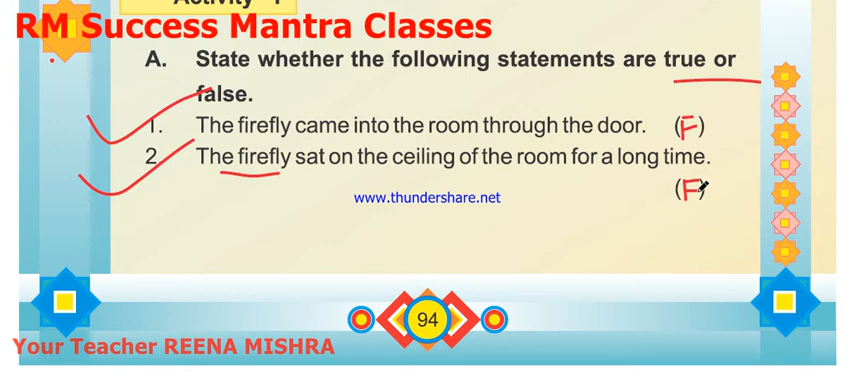 Activity - 1
RM Success Mantra Classes
A. State whether the following statements are true or
false.
1. The firefly came into the room through the door. (F)
2. The firefly sat on the ceiling of the room for a long time.
(F)
www.thundershare.net
94
Your Teacher REENA MISHRA